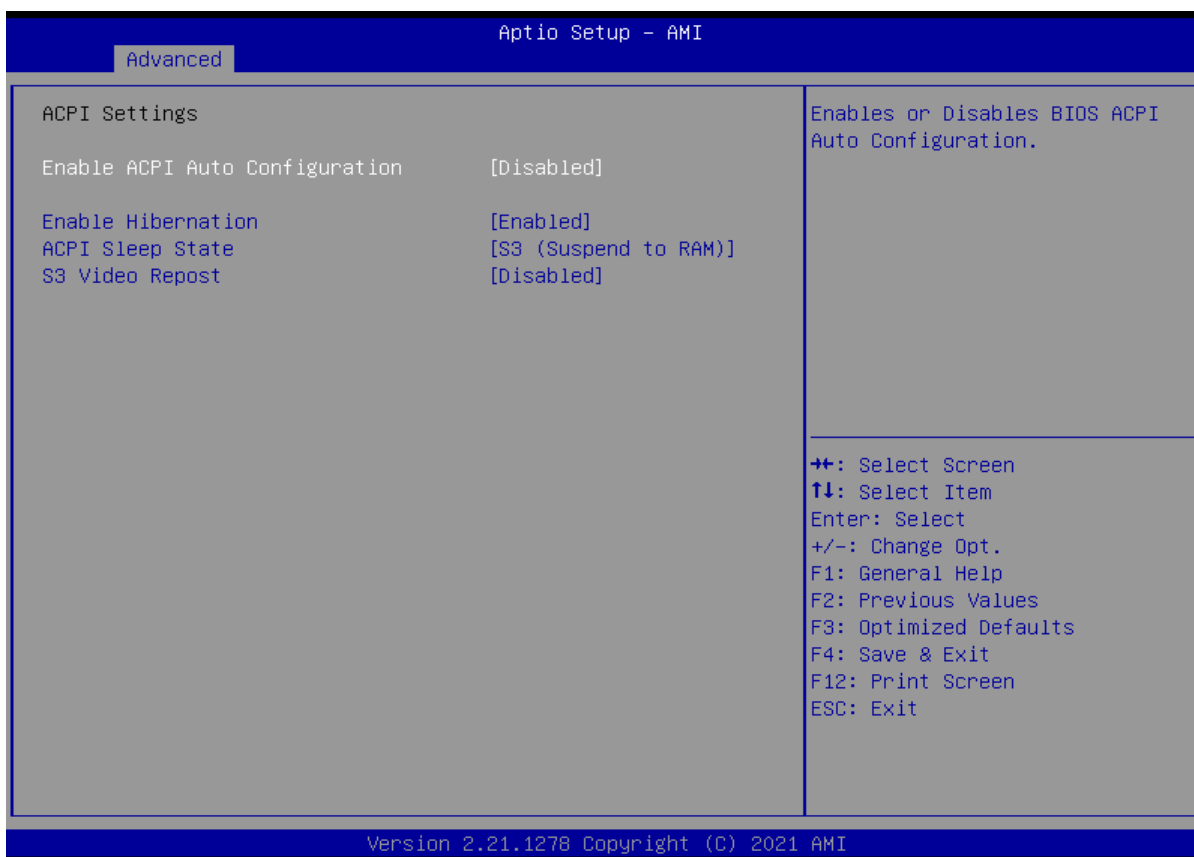 Aptio Setup – AMI
Advanced
ACPI Settings
Enable ACPI Auto Configuration [Disabled]
Enable Hibernation [Enabled]
ACPI Sleep State [S3 (Suspend to RAM)]
S3 Video Repost [Disabled]
Enables or Disables BIOS ACPI
Auto Configuration.
→←: Select Screen
↑↓: Select Item
Enter: Select
+/-: Change Opt.
F1: General Help
F2: Previous Values
F3: Optimized Defaults
F4: Save & Exit
F12: Print Screen
ESC: Exit
Version 2.21.1278 Copyright (C) 2021 AMI